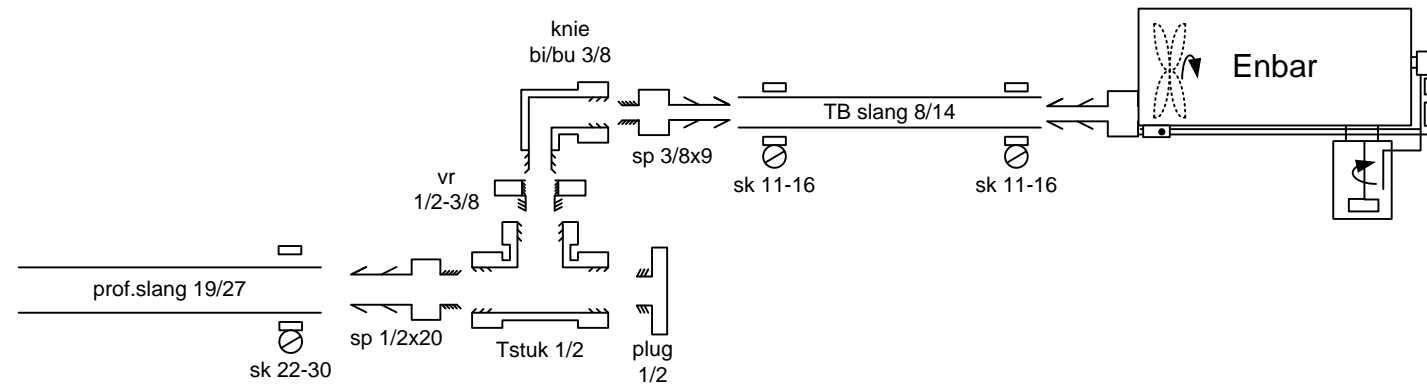 knie
bi/bu 3/8
Enbar
TB slang 8/14
sp 3/8x9
sk 11-16
sk 11-16
vr
1/2-3/8
prof.slang 19/27
sp 1/2x20
Tstuk 1/2
plug
1/2
sk 22-30